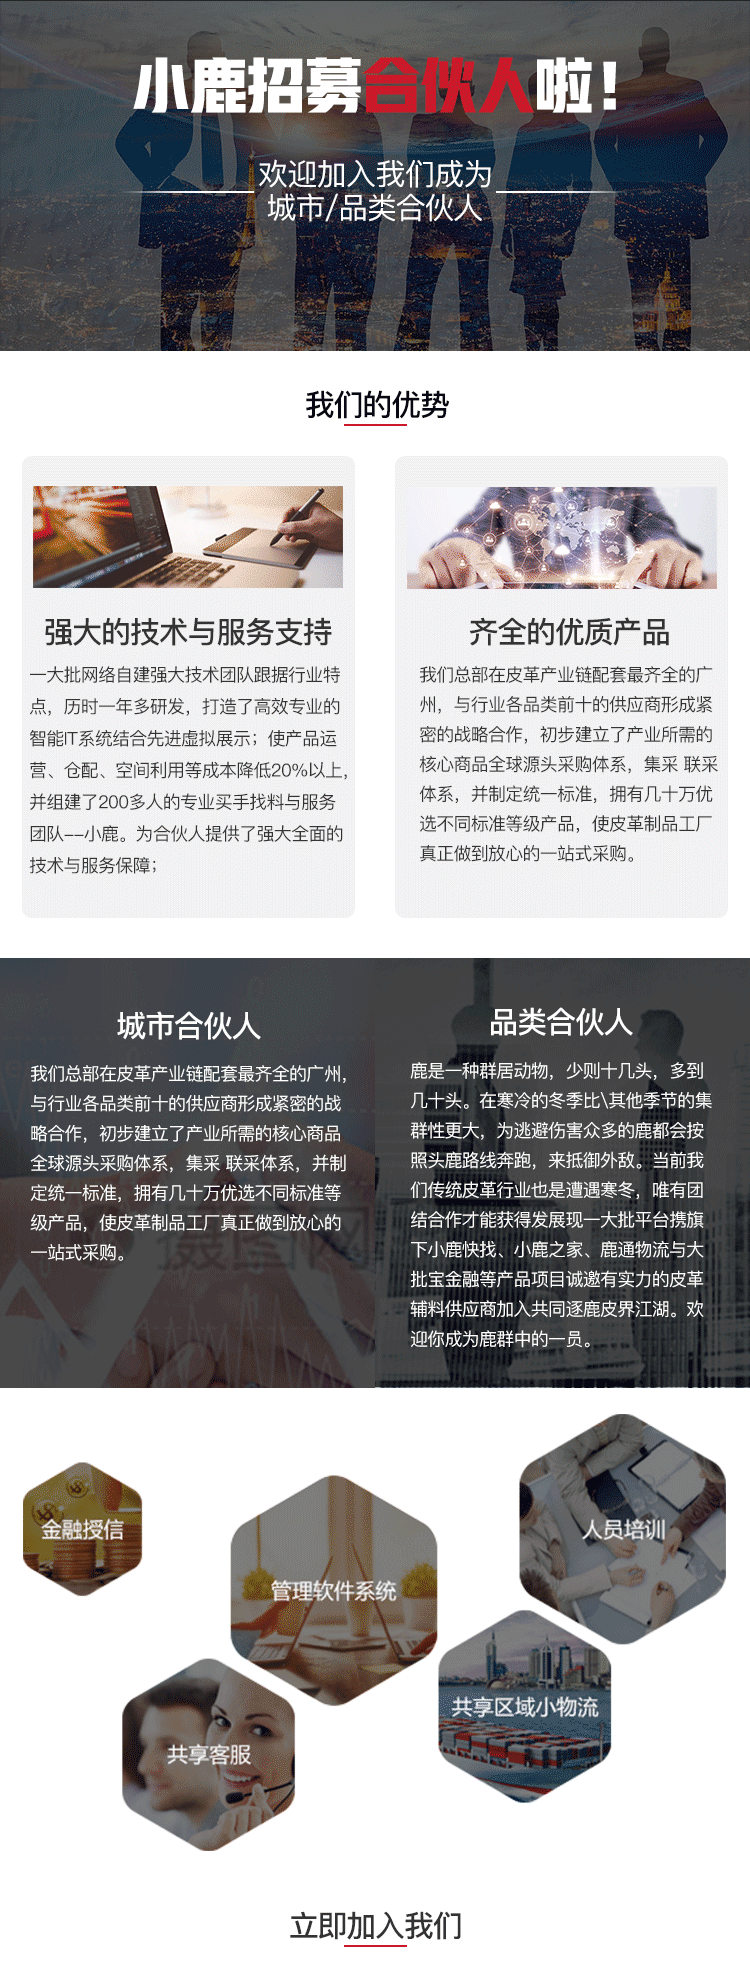 小鹿招募合伙人啦！
欢迎加入我们成为
城市/品类合伙人
我们的优势
强大的技术与服务支持
一大批网络自建强大技术团队跟据行业特
点，历时一年多研发，打造了高效专业的
智能IT系统结合先进虚拟展示；使产品运
营、仓配、空间利用等成本降低20%以上，
并组建了200多人的专业买手找料与服务
团队--小鹿。为合伙人提供了强大全面的
技术与服务保障；
齐全的优质产品
我们总部在皮革产业链配套最齐全的广
州，与行业各品类前十的供应商形成紧
密的战略合作，初步建立了产业所需的
核心商品全球源头采购体系，集采 联采
体系，并制定统一标准，拥有几十万优
选不同标准等级产品，使皮革制品工厂
真正做到放心的一站式采购。
城市合伙人
我们总部在皮革产业链配套最齐全的广州，
与行业各品类前十的供应商形成紧密的战
略合作，初步建立了产业所需的核心商品
全球源头采购体系，集采 联采体系，并制
定统一标准，拥有几十万优选不同标准等
级产品，使皮革制品工厂真正做到放心的
一站式采购。
品类合伙人
鹿是一种群居动物，少则十几头，多到
几十头。在寒冷的冬季比\其他季节的集
群性更大，为逃避伤害众多的鹿都会按
照头鹿路线奔跑，来抵御外敌。当前我
们传统皮革行业也是遭遇寒冬，唯有团
结合作才能获得发展现一大批平台携旗
下小鹿快找、小鹿之家、鹿通物流与大
批宝金融等产品项目诚邀有实力的皮革
辅料供应商加入共同逐鹿皮界江湖。欢
迎你成为鹿群中的一员。
金融授信
管理软件系统
人员培训
共享客服
共享区域小物流
立即加入我们